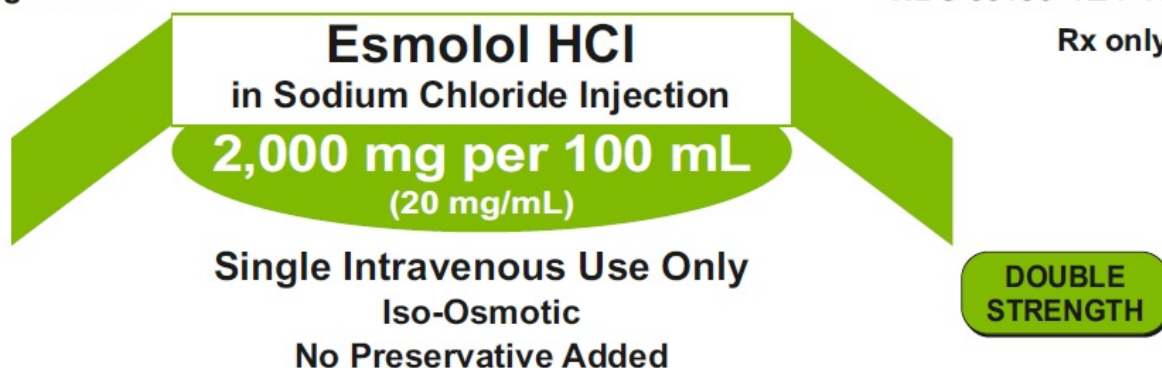 Rx only
Esmolol HCl
in Sodium Chloride Injection
2,000 mg per 100 mL
(20 mg/mL)
Single Intravenous Use Only
Iso-Osmotic
No Preservative Added
DOUBLE
STRENGTH